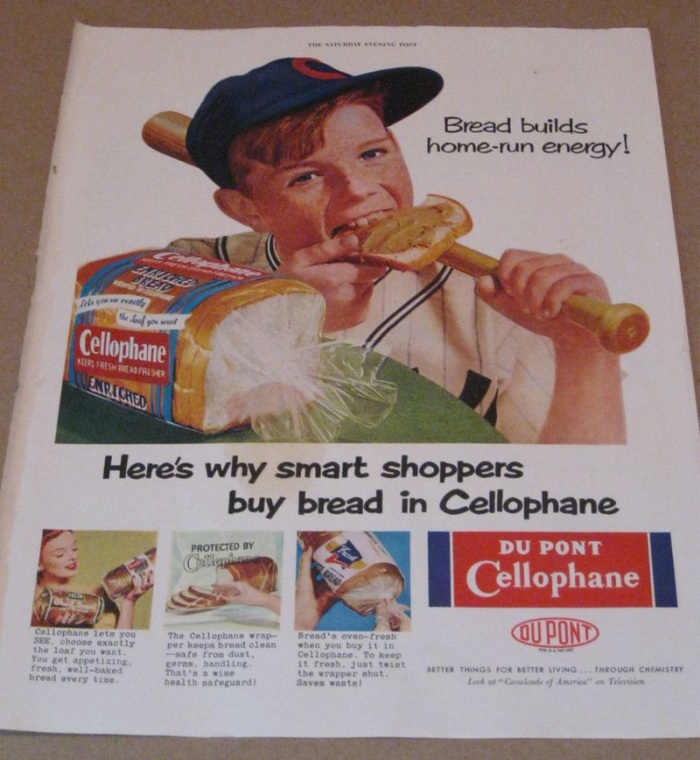 THE SATURDAY EVENING POST
C
Bread builds
home-run energy!
Cellophane
ENRICHED
BREAD
Lets you see exactly
the loaf you want
Cellophane
KEEPS FRESH BREAD FRESHER
ENRICHED
Here's why smart shoppers
buy bread in Cellophane
PROTECTED BY
Cellophane
Cellophane lets you
SEE, choose exactly
the loaf you want.
You get appetizing,
fresh, well-baked
bread every time.
The Cellophane wrap-
per keeps bread clean
—safe from dust,
germs, handling.
That's a wise
health safeguard!
Bread's oven-fresh
when you buy it in
Cellophane. To keep
it fresh, just twist
the wrapper shut.
Saves waste!
DU PONT
Cellophane
DU PONT
BETTER THINGS FOR BETTER LIVING...THROUGH CHEMISTRY
Look at "Cavalcade of America" on Television